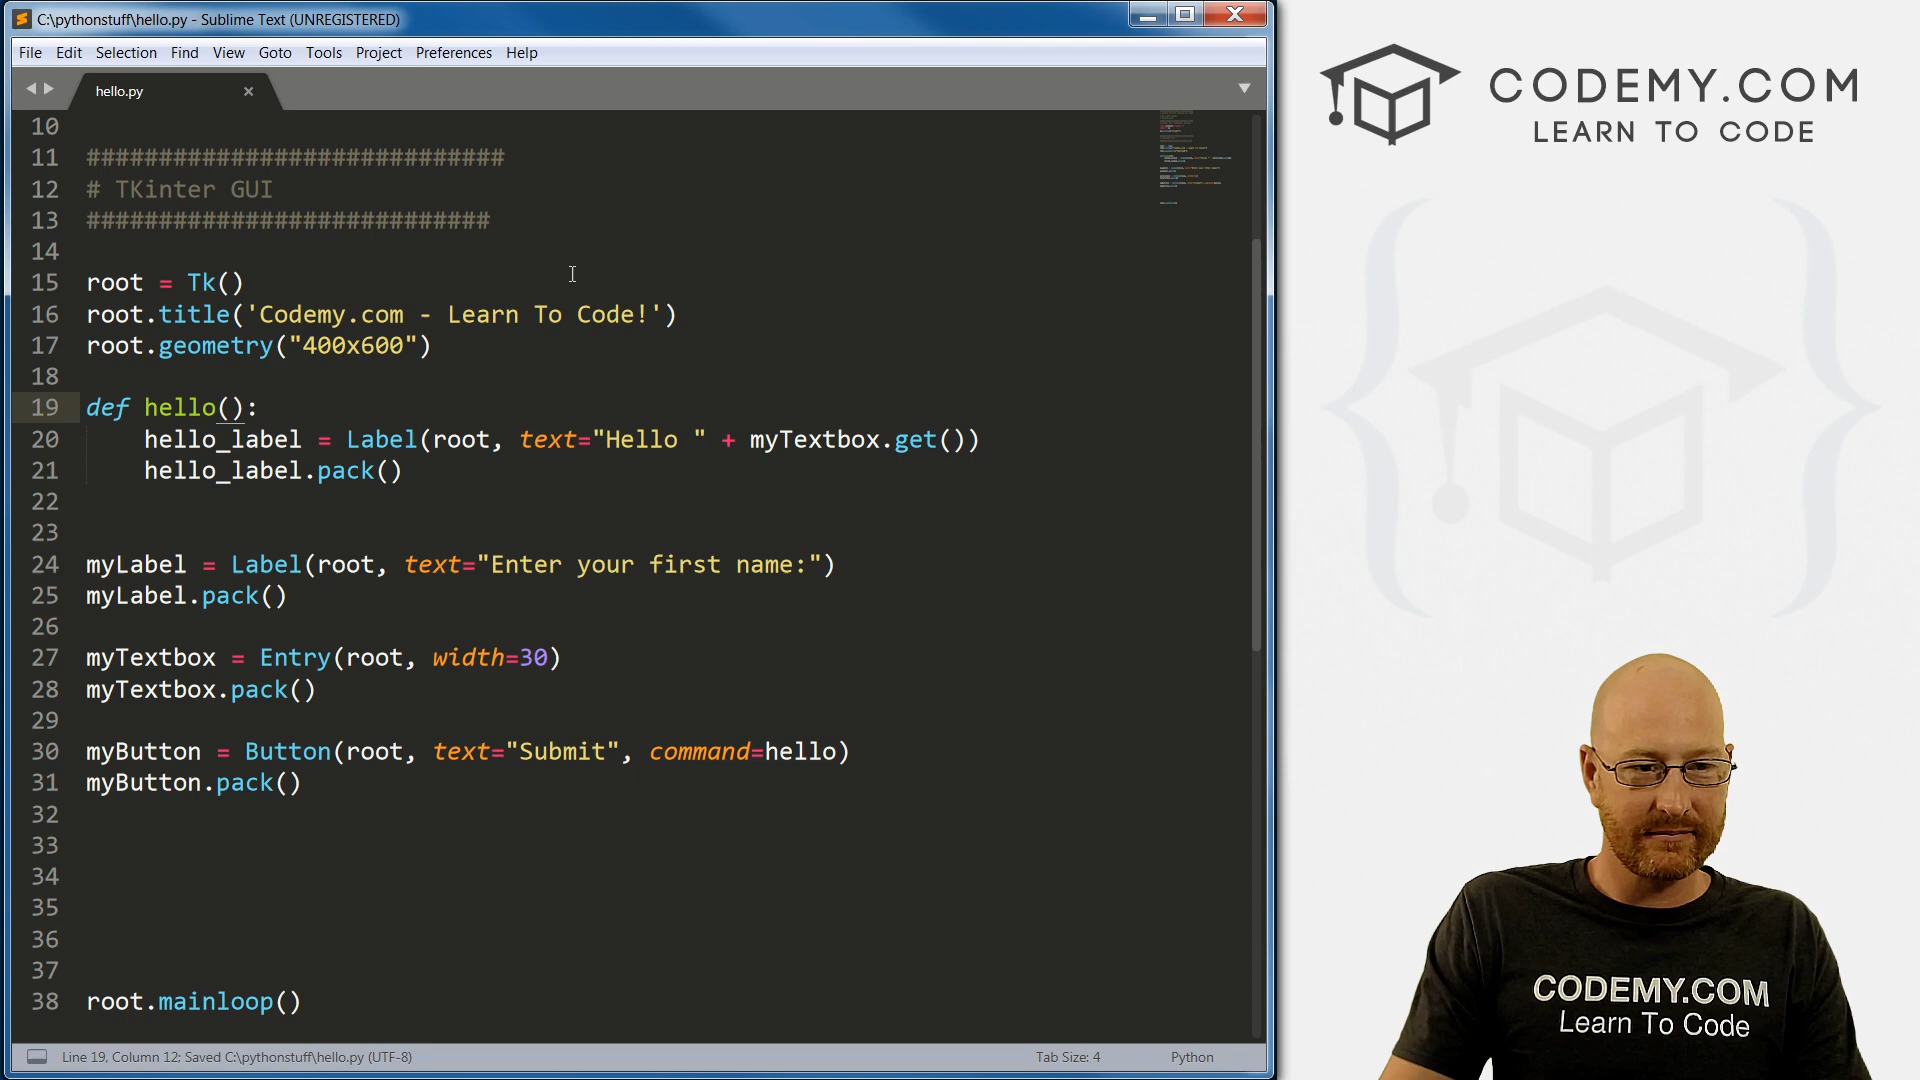 C:\pythonstuff\hello.py - Sublime Text (UNREGISTERED)
File Edit Selection Find View Goto Tools Project Preferences Help
hello.py
10
11 #############################
12 # TKinter GUI
13 ############################
14
15 root = Tk()
16 root.title('Codemy.com - Learn To Code!')
17 root.geometry("400x600")
18
19 def hello():
20 hello_label = Label(root, text="Hello " + myTextbox.get())
21 hello_label.pack()
22
23
24 myLabel = Label(root, text="Enter your first name:")
25 myLabel.pack()
26
27 myTextbox = Entry(root, width=30)
28 myTextbox.pack()
29
30 myButton = Button(root, text="Submit", command=hello)
31 myButton.pack()
32
33
34
35
36
37
38 root.mainloop()
Line 19, Column 12; Saved C:\pythonstuff\hello.py (UTF-8) Tab Size: 4 Python
CODEMY.COM
LEARN TO CODE
CODEMY.COM
Learn To Code